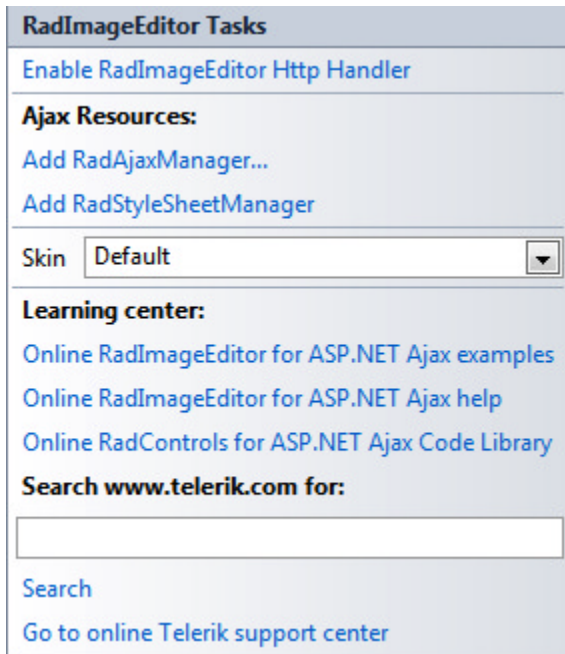 RadImageEditor Tasks
Enable RadImageEditor Http Handler
Ajax Resources:
Add RadAjaxManager...
Add RadStyleSheetManager
Skin Default
Learning center:
Online RadImageEditor for ASP.NET Ajax examples
Online RadImageEditor for ASP.NET Ajax help
Online RadControls for ASP.NET Ajax Code Library
Search www.telerik.com for:
Search
Go to online Telerik support center